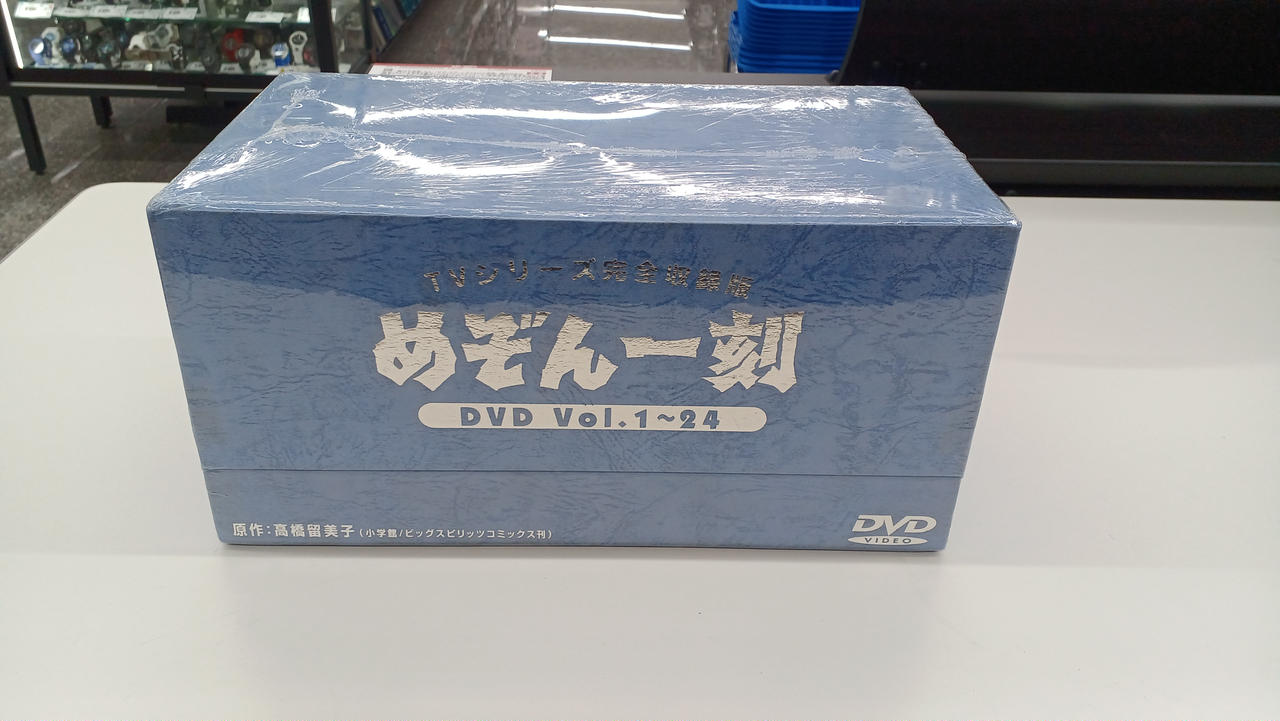 TVシリーズ完全収録版
めぞん一刻
DVD Vol.1~24
原作:高橋留美子(小学館/ビッグスピリッツコミックス刊)
DVD
VIDEO